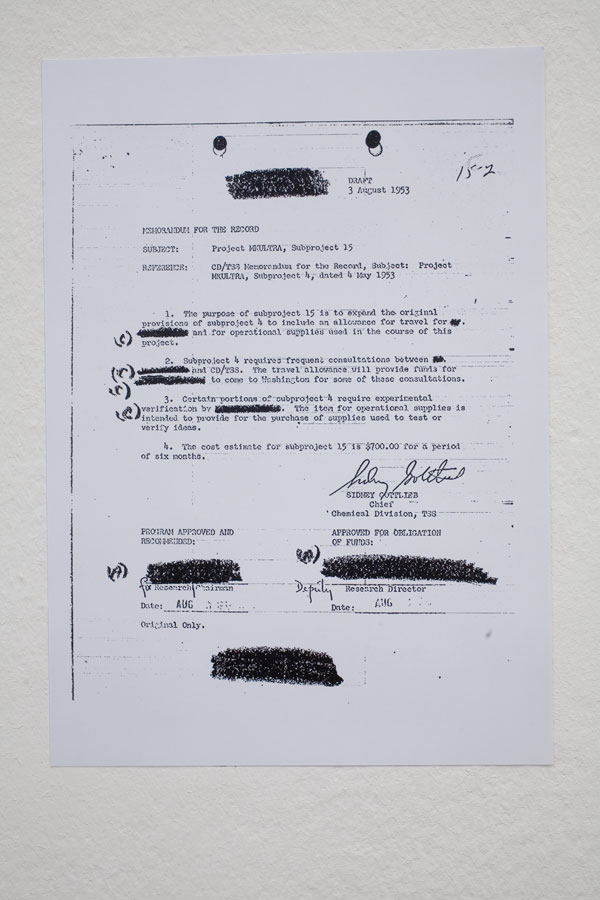 DRAFT
15-2
3 August 1953
MEMORANDUM FOR THE RECORD
SUBJECT: Project MKULTRA, Subproject 15
REFERENCE: CD/TSS Memorandum for the Record, Subject: Project
MKULTRA, Subproject 4, dated 4 May 1953
1. The purpose of subproject 15 is to expand the original
provisions of subproject 4 to include an allowance for travel for
and for operational supplies used in the course of this
project.
2. Subproject 4 requires frequent consultations between
and CD/TSS. The travel allowance will provide funds for
to come to Washington for some of these consultations.
3. Certain portions of subproject 4 require experimental
verification by . The item for operational supplies is
intended to provide for the purchase of supplies used to test or
verify ideas.
4. The cost estimate for subproject 15 is $700.00 for a period
of six months.
Sidney Gottlieb
SIDNEY GOTTLIEB
Chief
Chemical Division, TSS
PROGRAM APPROVED AND
RECOMMENDED:
APPROVED FOR OBLIGATION
OF FUNDS:
for Research Chairman
Deputy Research Director
Date: AUG
Date: AUG
Original Only.